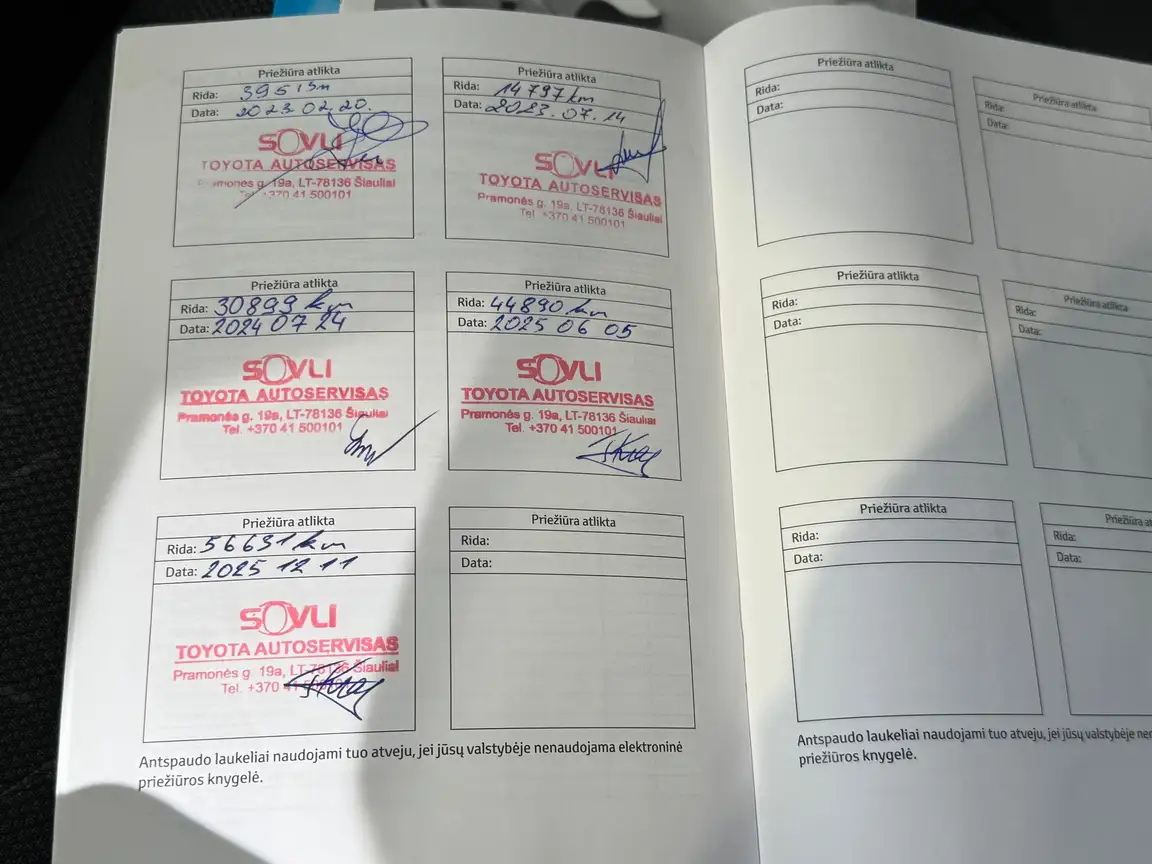 Priežiūra atlikta
Rida: 3951 km
Data: 2023.02.20.
SOVLI
TOYOTA AUTOSERVISAS
Pramonės g. 19a, LT-78136 Šiauliai
Tel. +370 41 500101
Priežiūra atlikta
Rida: 14797 km
Data: 2023.07.14
SOVLI
TOYOTA AUTOSERVISAS
Pramonės g. 19a, LT-78136 Šiauliai
Tel. +370 41 500101
Priežiūra atlikta
Rida: 30899 km
Data: 2024 07 24
SOVLI
TOYOTA AUTOSERVISAS
Pramonės g. 19a, LT-78136 Šiauliai
Tel. +370 41 500101
Priežiūra atlikta
Rida: 44890 km
Data: 2025 06 05
SOVLI
TOYOTA AUTOSERVISAS
Pramonės g. 19a, LT-78136 Šiauliai
Tel. +370 41 500101
Priežiūra atlikta
Rida: 56631 km
Data: 2025 12 11
SOVLI
TOYOTA AUTOSERVISAS
Pramonės g. 19a, LT-78136 Šiauliai
Tel. +370
Priežiūra atlikta
Rida:
Data:
Antspaudo laukeliai naudojami tuo atveju, jei jūsų valstybėje nenaudojama elektroninė
priežiūros knygelė.
Priežiūra atlikta
Rida:
Data:
Priežiūra atlikta
Rida:
Data:
Priežiūra atlikta
Rida:
Data:
Priežiūra atlikta
Rida:
Data:
Priežiūra atlikta
Rida:
Data:
Priežiūra
Rida:
Data:
Antspaudo laukeliai naudojami tuo atveju, jei jūsų valstybėje
priežiūros knygelė.